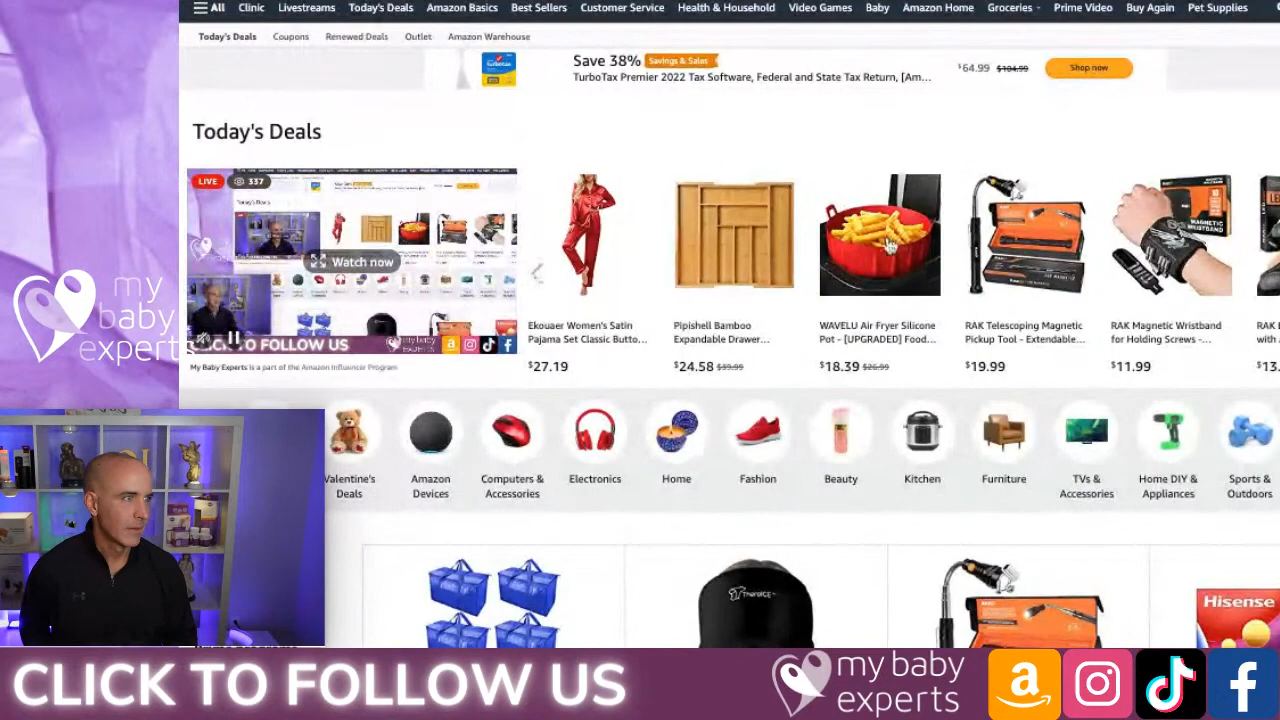 All Clinic Livestreams Today's Deals Amazon Basics Best Sellers Customer Service Health & Household Video Games Baby Amazon Home Groceries Prime Video Buy Again Pet Supplies
Today's Deals Coupons Renewed Deals Outlet Amazon Warehouse
Save 38% Savings & Sales
TurboTax Premier 2022 Tax Software, Federal and State Tax Return, [Am...
$64.99 $104.99 Shop now
Today's Deals
LIVE 337
Watch now
My Baby Experts is a part of the Amazon Influencer Program
my
baby
experts
Ekouaer Women's Satin
Pajama Set Classic Butto...
$27.19
Pipishell Bamboo
Expandable Drawer...
$24.58 $39.99
WAVELU Air Fryer Silicone
Pot - [UPGRADED] Food...
$18.39 $26.99
RAK Telescoping Magnetic
Pickup Tool - Extendable...
$19.99
RAK Magnetic Wristband
for Holding Screws -...
$11.99
$13.
Valentine's
Deals
Amazon
Devices
Computers &
Accessories
Electronics
Home
Fashion
Beauty
Kitchen
Furniture
TVs &
Accessories
Home DIY &
Appliances
Sports &
Outdoors
TheraICE
Hisense
CLICK TO FOLLOW US
my baby
experts